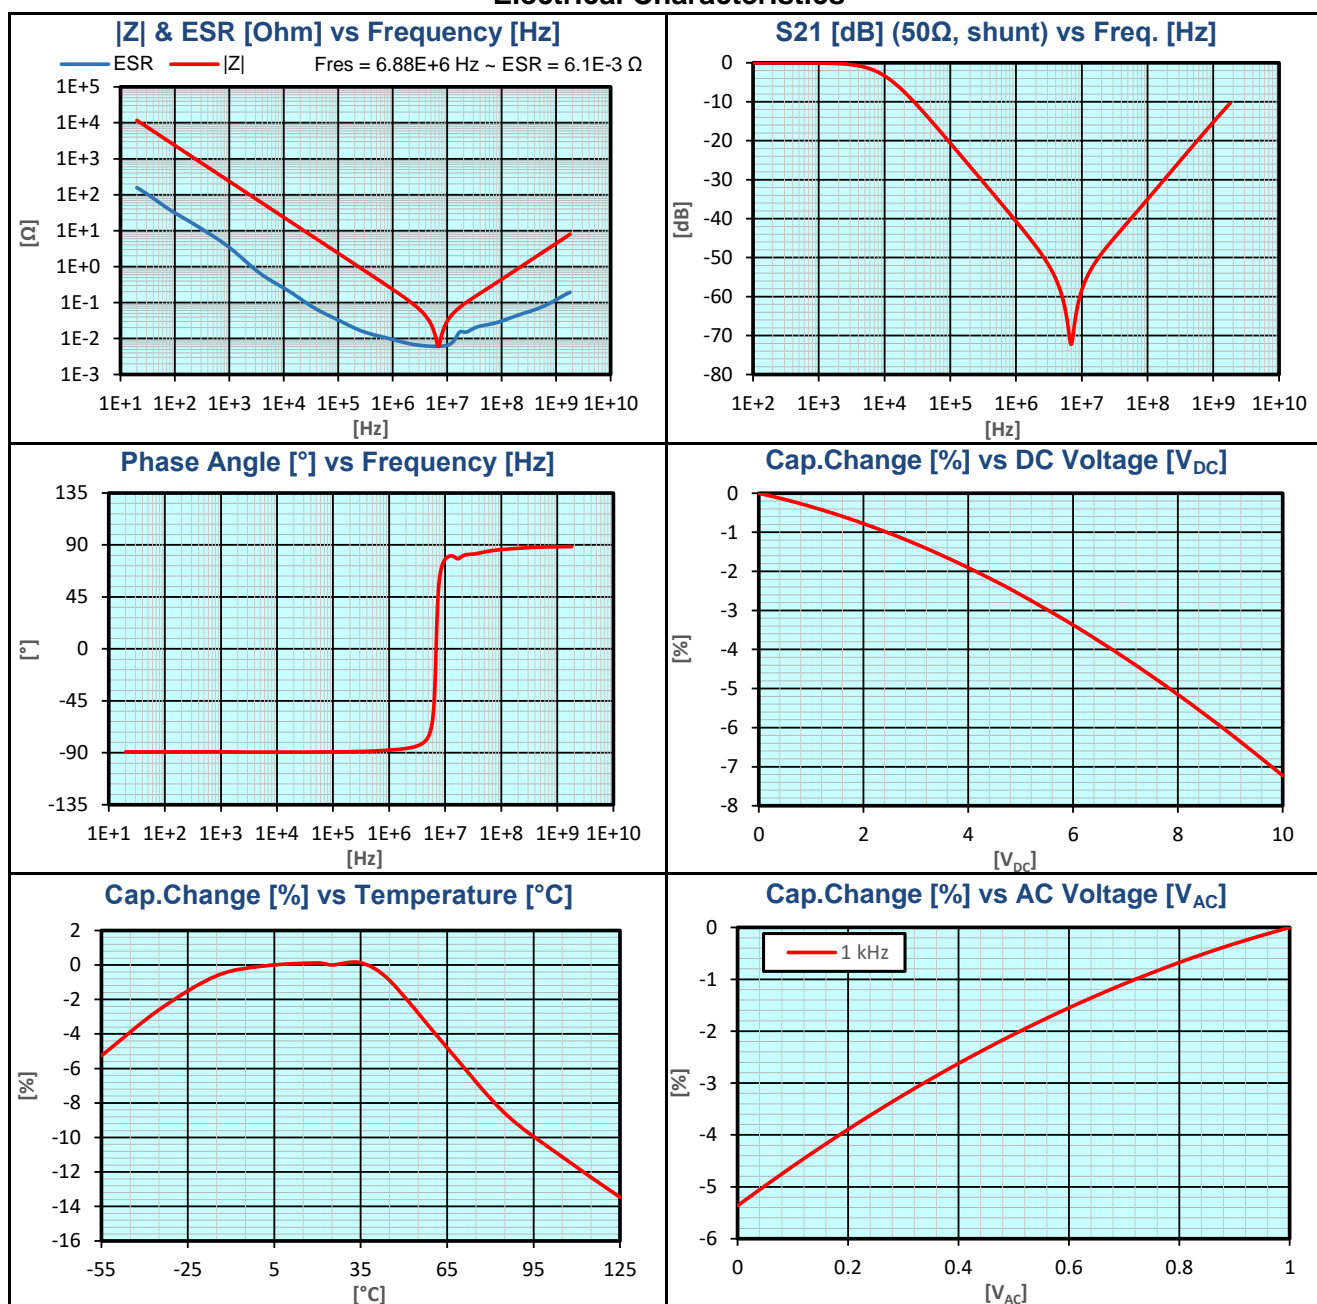 Electrical Characteristics
|Z| & ESR [Ohm] vs Frequency [Hz]
ESR |Z| Fres = 6.88E+6 Hz ~ ESR = 6.1E-3 Ω
1E+5
1E+4
1E+3
1E+2
1E+1
1E+0
1E-1
1E-2
1E-3
[Ω]
1E+1 1E+2 1E+3 1E+4 1E+5 1E+6 1E+7 1E+8 1E+9 1E+10
[Hz]
S21 [dB] (50Ω, shunt) vs Freq. [Hz]
0
-10
-20
-30
-40
-50
-60
-70
-80
[dB]
1E+2 1E+3 1E+4 1E+5 1E+6 1E+7 1E+8 1E+9 1E+10
[Hz]
Phase Angle [°] vs Frequency [Hz]
135
90
45
0
-45
-90
-135
[°]
1E+1 1E+2 1E+3 1E+4 1E+5 1E+6 1E+7 1E+8 1E+9 1E+10
[Hz]
Cap.Change [%] vs DC Voltage [VDC]
0
-1
-2
-3
-4
-5
-6
-7
-8
[%]
0 2 4 6 8 10
[VDC]
Cap.Change [%] vs Temperature [°C]
2
0
-2
-4
-6
-8
-10
-12
-14
-16
[%]
-55 -25 5 35 65 95 125
[°C]
Cap.Change [%] vs AC Voltage [VAC]
1 kHz
0
-1
-2
-3
-4
-5
-6
[%]
0 0.2 0.4 0.6 0.8 1
[VAC]